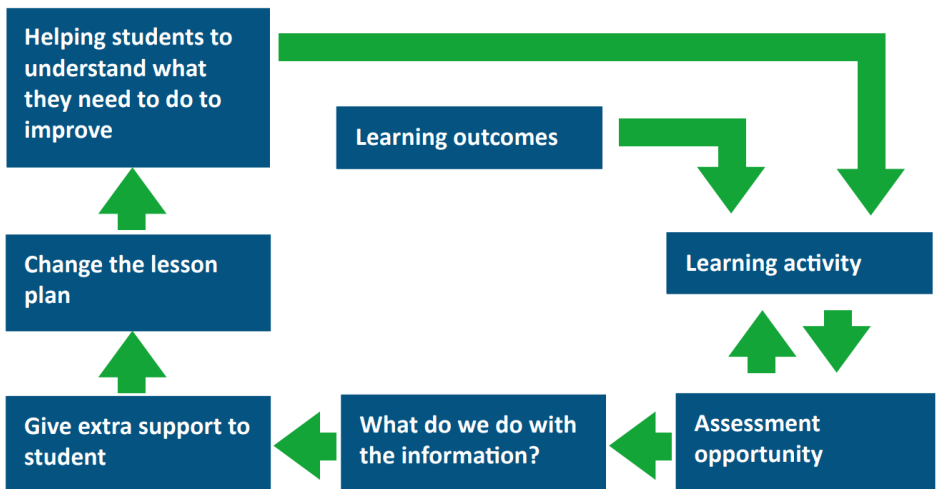 Helping students to
understand what
they need to do to
improve
Learning outcomes
Learning activity
Change the lesson
plan
Give extra support to
student
What do we do with
the information?
Assessment
opportunity